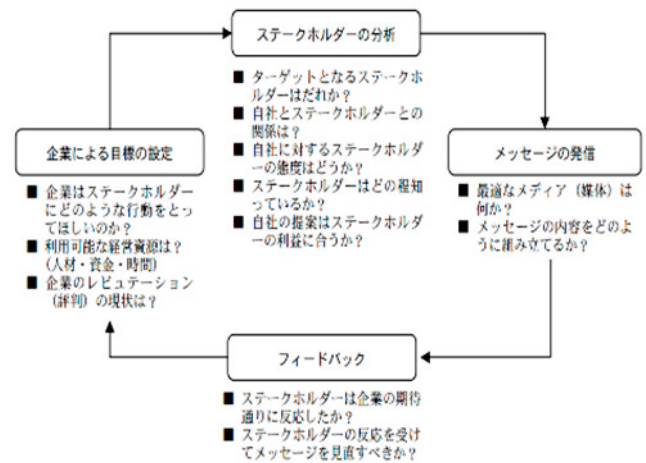 ステークホルダーの分析
■ ターゲットとなるステークホ
ルダーはだれか？
■ 自社とステークホルダーとの
関係は？
■ 自社に対するステークホルダー
の態度はどうか？
■ ステークホルダーはどの程知
っているか？
■ 自社の提案はステークホルダ
ーの利益に合うか？
企業による目標の設定
■ 企業はステークホルダー
にどのような行動をとっ
てほしいのか？
■ 利用可能な経営資源は？
（人材・資金・時間）
■ 企業のレピュテーション
（評判）の現状は？
メッセージの発信
■ 最適なメディア（媒体）は
何か？
■ メッセージの内容をどのよ
うに組み立てるか？
フィードバック
■ ステークホルダーは企業の期待
通りに反応したか？
■ ステークホルダーの反応を受け
てメッセージを見直すべきか？